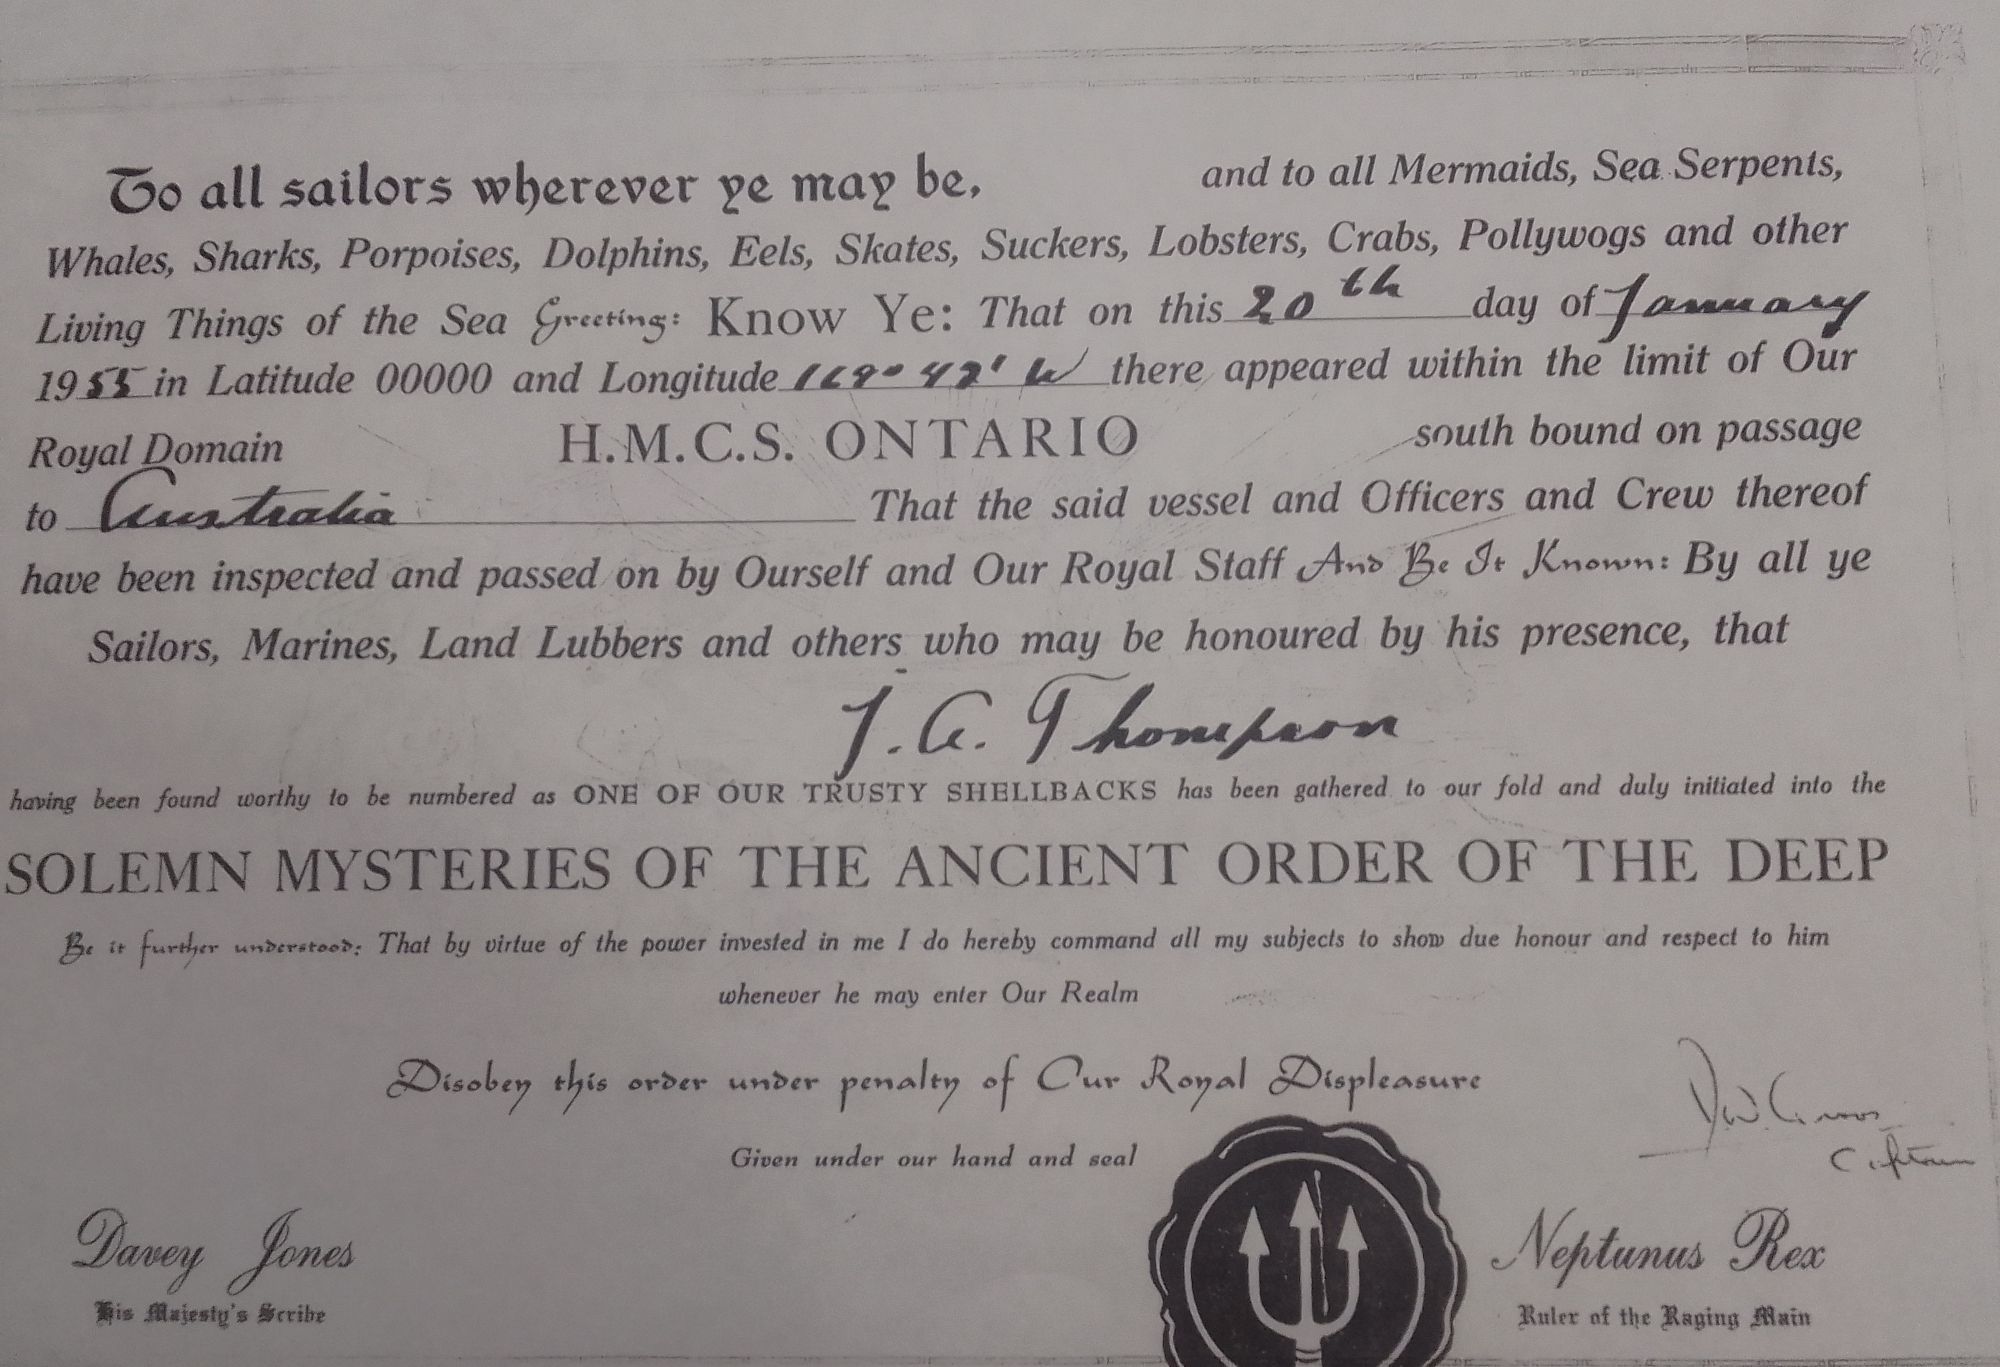 To all sailors wherever ye may be, and to all Mermaids, Sea Serpents,
Whales, Sharks, Porpoises, Dolphins, Eels, Skates, Suckers, Lobsters, Crabs, Pollywogs and other
Living Things of the Sea Greeting: Know Ye: That on this 20th day of January
1955 in Latitude 00000 and Longitude there appeared within the limit of Our
Royal Domain H.M.C.S. ONTARIO south bound on passage
to Australia That the said vessel and Officers and Crew thereof
have been inspected and passed on by Ourself and Our Royal Staff And Be It Known: By all ye
Sailors, Marines, Land Lubbers and others who may be honoured by his presence, that
J. A. Thompson
having been found worthy to be numbered as ONE OF OUR TRUSTY SHELLBACKS has been gathered to our fold and duly initiated into the
SOLEMN MYSTERIES OF THE ANCIENT ORDER OF THE DEEP
Be it further understood: That by virtue of the power invested in me I do hereby command all my subjects to show due honour and respect to him
whenever he may enter Our Realm
Disobey this order under penalty of Our Royal Displeasure
Given under our hand and seal
Captain
Davey Jones Neptunus Rex
His Majesty's Scribe Ruler of the Raging Main